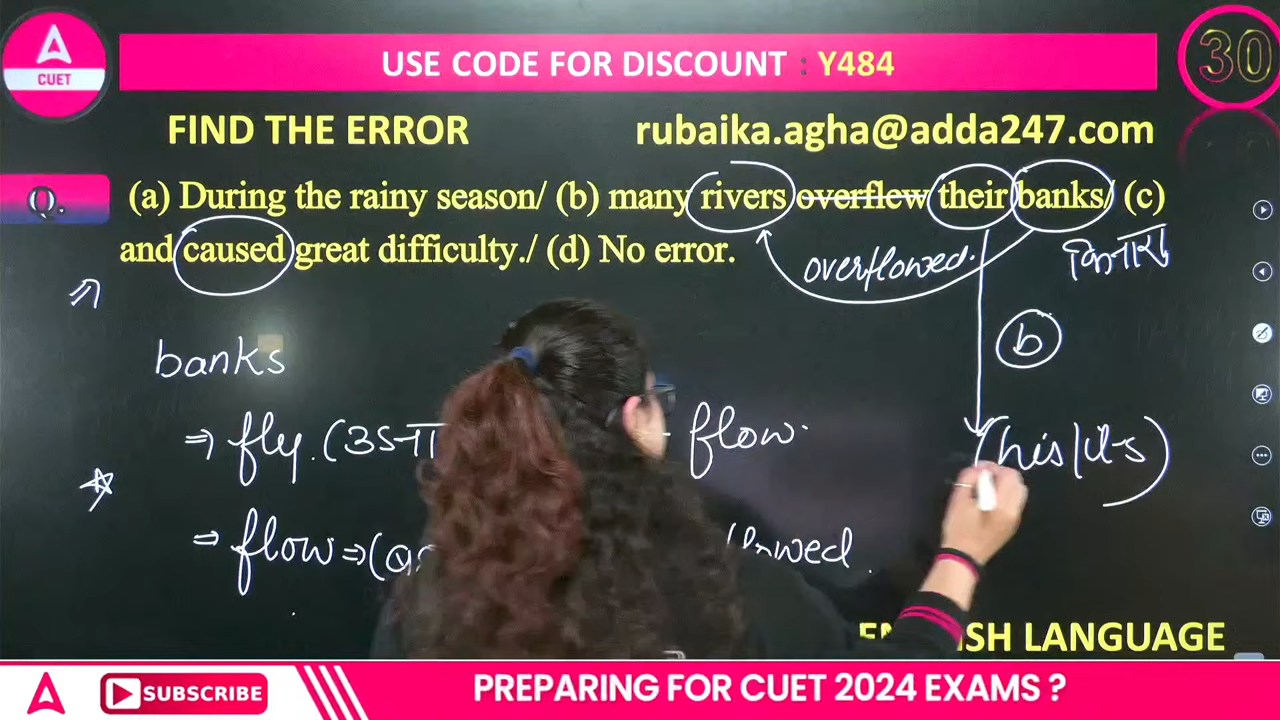 CUET
USE CODE FOR DISCOUNT : Y484
30
FIND THE ERROR
rubaika.agha@adda247.com
Q.
(a) During the rainy season/ (b) many rivers overflew their banks/ (c)
and caused great difficulty./ (d) No error.
overflowed.
b
banks
fly.
flow.
(his/its)
flow
LANGUAGE
SUBSCRIBE
PREPARING FOR CUET 2024 EXAMS ?